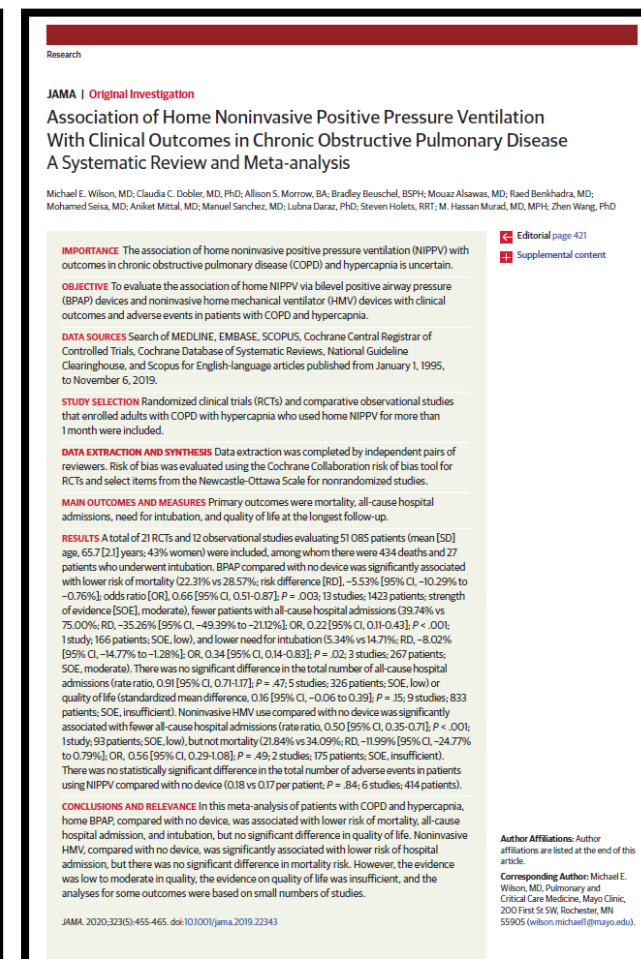 Research
JAMA | Original Investigation
Association of Home Noninvasive Positive Pressure Ventilation
With Clinical Outcomes in Chronic Obstructive Pulmonary Disease
A Systematic Review and Meta-analysis
Michael E. Wilson, MD; Claudia C. Dobler, MD, PhD; Allison S. Morrow, BA; Bradley Beuschel, BSPH; Mouaz Alsawas, MD; Raed Benkhadra, MD;
Mohamed Seisa, MD; Aniket Mittal, MD; Manuel Sanchez, MD; Lubna Daraz, PhD; Steven Holets, RRT; M. Hassan Murad, MD, MPH; Zhen Wang, PhD
Editorial page 421
Supplemental content
IMPORTANCE The association of home noninvasive positive pressure ventilation (NIPPV) with
outcomes in chronic obstructive pulmonary disease (COPD) and hypercapnia is uncertain.
OBJECTIVE To evaluate the association of home NIPPV via bilevel positive airway pressure
(BPAP) devices and noninvasive home mechanical ventilator (HMV) devices with clinical
outcomes and adverse events in patients with COPD and hypercapnia.
DATA SOURCES Search of MEDLINE, EMBASE, SCOPUS, Cochrane Central Registrar of
Controlled Trials, Cochrane Database of Systematic Reviews, National Guideline
Clearinghouse, and Scopus for English-language articles published from January 1, 1995,
to November 6, 2019.
STUDY SELECTION Randomized clinical trials (RCTs) and comparative observational studies
that enrolled adults with COPD with hypercapnia who used home NIPPV for more than
1 month were included.
DATA EXTRACTION AND SYNTHESIS Data extraction was completed by independent pairs of
reviewers. Risk of bias was evaluated using the Cochrane Collaboration risk of bias tool for
RCTs and select items from the Newcastle-Ottawa Scale for nonrandomized studies.
MAIN OUTCOMES AND MEASURES Primary outcomes were mortality, all-cause hospital
admissions, need for intubation, and quality of life at the longest follow-up.
RESULTS A total of 21 RCTs and 12 observational studies evaluating 51 085 patients (mean [SD]
age, 65.7 [2.1] years; 43% women) were included, among whom there were 434 deaths and 27
patients who underwent intubation. BPAP compared with no device was significantly associated
with lower risk of mortality (22.31% vs 28.57%; risk difference [RD], −5.53% [95% CI, −10.29% to
−0.76%]; odds ratio [OR], 0.66 [95% CI, 0.51-0.87]; P = .003; 13 studies; 1423 patients; strength
of evidence [SOE], moderate), fewer patients with all-cause hospital admissions (39.74% vs
75.00%; RD, −35.26% [95% CI, −49.39% to −21.12%]; OR, 0.22 [95% CI, 0.11-0.43]; P < .001;
1 study; 166 patients; SOE, low), and lower need for intubation (5.34% vs 14.71%; RD, −8.02%
[95% CI, −14.77% to −1.28%]; OR, 0.34 [95% CI, 0.14-0.83]; P = .02; 3 studies; 267 patients;
SOE, moderate). There was no significant difference in the total number of all-cause hospital
admissions (rate ratio, 0.91 [95% CI, 0.71-1.17]; P = .47; 5 studies; 326 patients; SOE, low) or
quality of life (standardized mean difference, 0.16 [95% CI, −0.06 to 0.39]; P = .15; 9 studies; 833
patients; SOE, insufficient). Noninvasive HMV use compared with no device was significantly
associated with fewer all-cause hospital admissions (rate ratio, 0.50 [95% CI, 0.35-0.71]; P < .001;
1 study; 93 patients; SOE, low), but not mortality (21.84% vs 34.09%; RD, −11.99% [95% CI, −24.77%
to 0.79%]; OR, 0.56 [95% CI, 0.29-1.08]; P = .49; 2 studies; 175 patients; SOE, insufficient).
There was no statistically significant difference in the total number of adverse events in patients
using NIPPV compared with no device (0.18 vs 0.17 per patient; P = .84; 6 studies; 414 patients).
CONCLUSIONS AND RELEVANCE In this meta-analysis of patients with COPD and hypercapnia,
home BPAP, compared with no device, was associated with lower risk of mortality, all-cause
hospital admission, and intubation, but no significant difference in quality of life. Noninvasive
HMV, compared with no device, was significantly associated with lower risk of hospital
admission, but there was no significant difference in mortality risk. However, the evidence
was low to moderate in quality, the evidence on quality of life was insufficient, and the
analyses for some outcomes were based on small numbers of studies.
JAMA. 2020;323(5):455-465. doi:10.1001/jama.2019.22343
Author Affiliations: Author
affiliations are listed at the end of this
article.
Corresponding Author: Michael E.
Wilson, MD, Pulmonary and
Critical Care Medicine, Mayo Clinic,
200 First St SW, Rochester, MN
55905 (wilson.michael1@mayo.edu).